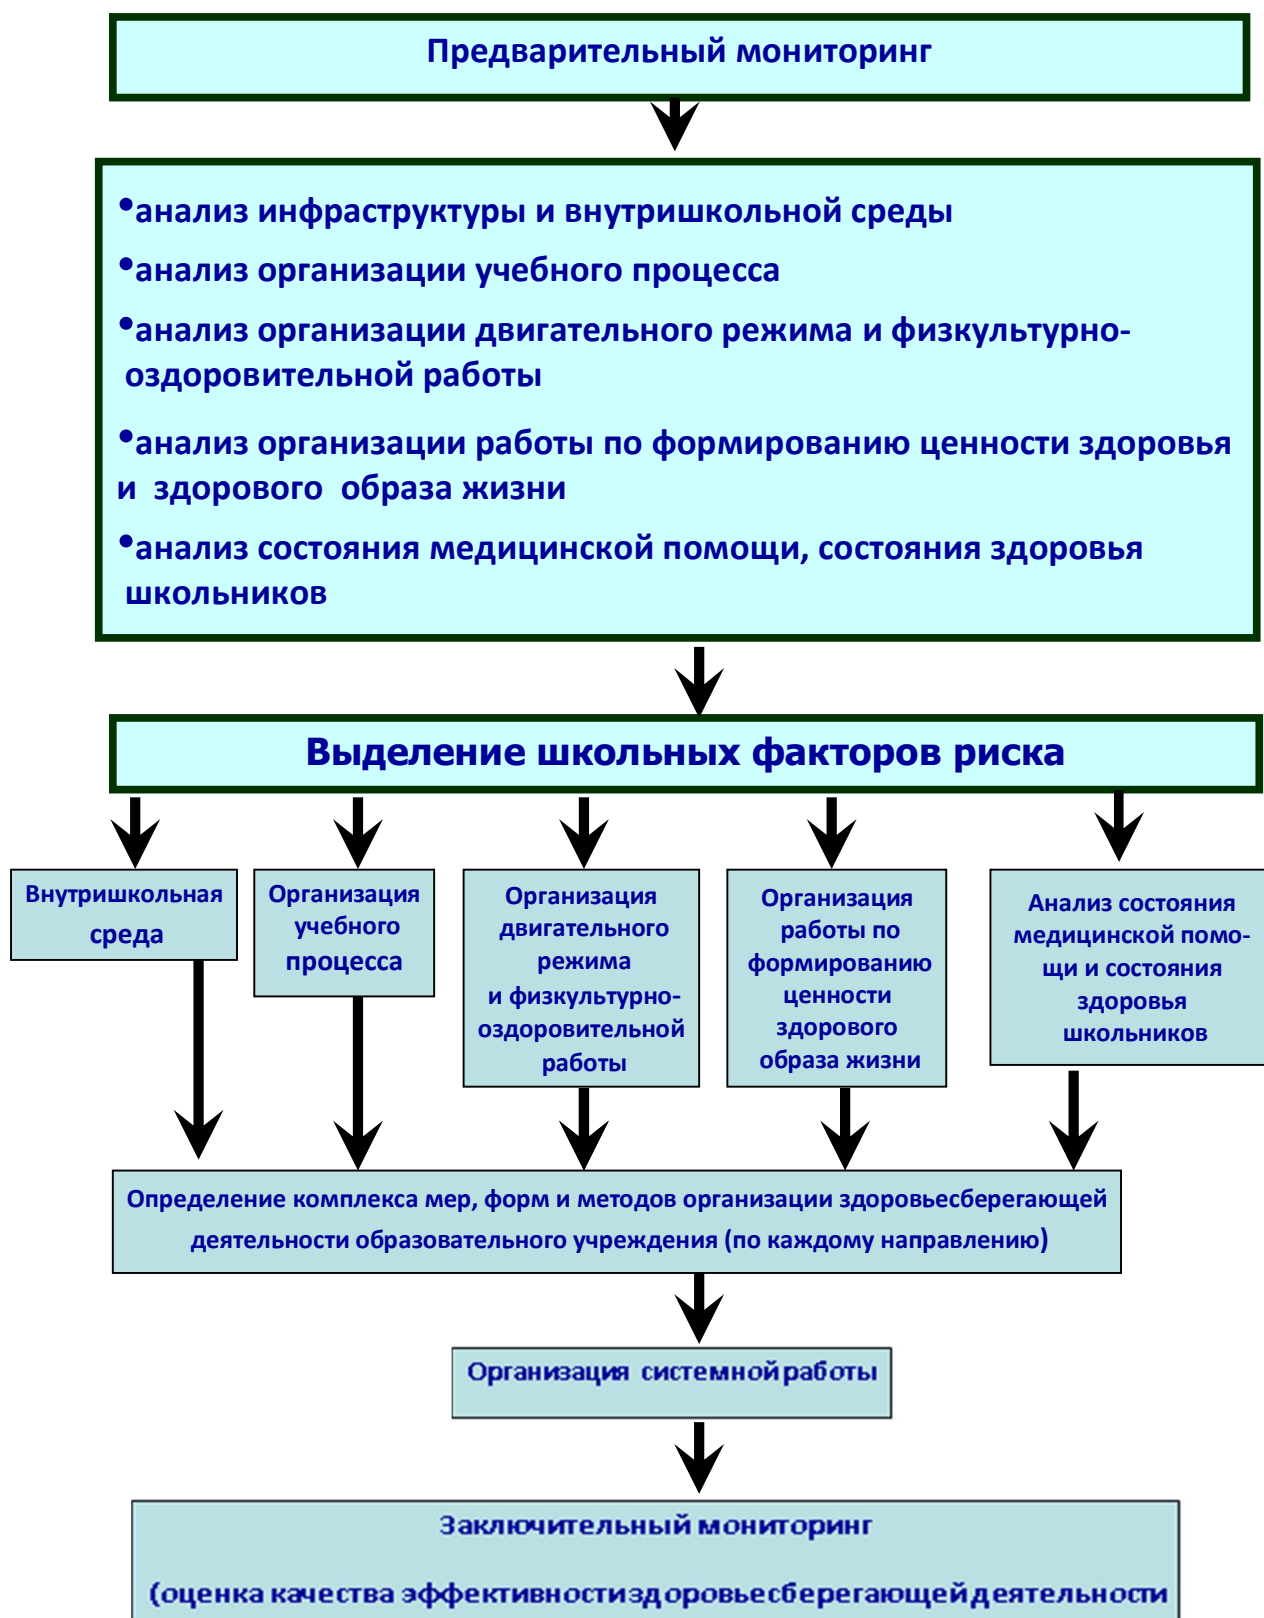 Предварительный мониторинг
•анализ инфраструктуры и внутришкольной среды
•анализ организации учебного процесса
•анализ организации двигательного режима и физкультурно-
оздоровительной работы
•анализ организации работы по формированию ценности здоровья
и здорового образа жизни
•анализ состояния медицинской помощи, состояния здоровья
школьников
Выделение школьных факторов риска
Внутришкольная
среда
Организация
учебного
процесса
Организация
двигательного
режима
и физкультурно-
оздоровительной
работы
Организация
работы по
формированию
ценности
здорового
образа жизни
Анализ состояния
медицинской помо-
щи и состояния
здоровья
школьников
Определение комплекса мер, форм и методов организации здоровьесберегающей
деятельности образовательного учреждения (по каждому направлению)
Организация системной работы
Заключительный мониторинг
(оценка качества эффективности здоровьесберегающей деятельности